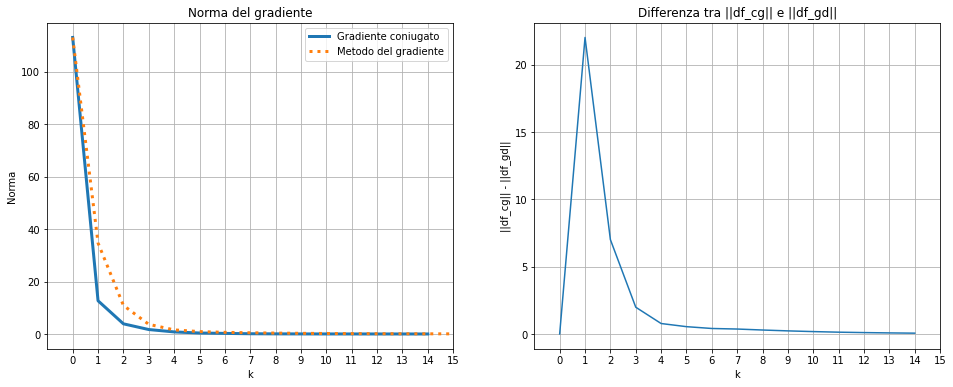 Norma del gradiente
Gradiente coniugato
Metodo del gradiente
Norma
100
80
60
40
20
0
0 1 2 3 4 5 6 7 8 9 10 11 12 13 14 15
k
Differenza tra ||df_cg|| e ||df_gd||
||df_cg|| - ||df_gd||
20
15
10
5
0
0 1 2 3 4 5 6 7 8 9 10 11 12 13 14 15
k